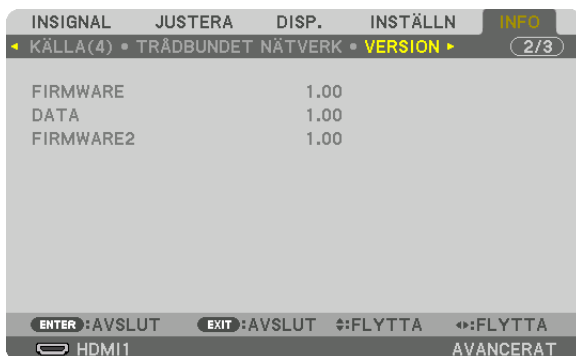 INSIGNAL JUSTERA DISP. INSTÄLLN INFO
◂ KÄLLA(4) • TRÅDBUNDET NÄTVERK • VERSION ▸ 2/3
FIRMWARE 1.00
DATA 1.00
FIRMWARE2 1.00
ENTER :AVSLUT EXIT :AVSLUT ♦:FLYTTA ◂▸:FLYTTA
HDMI1 AVANCERAT